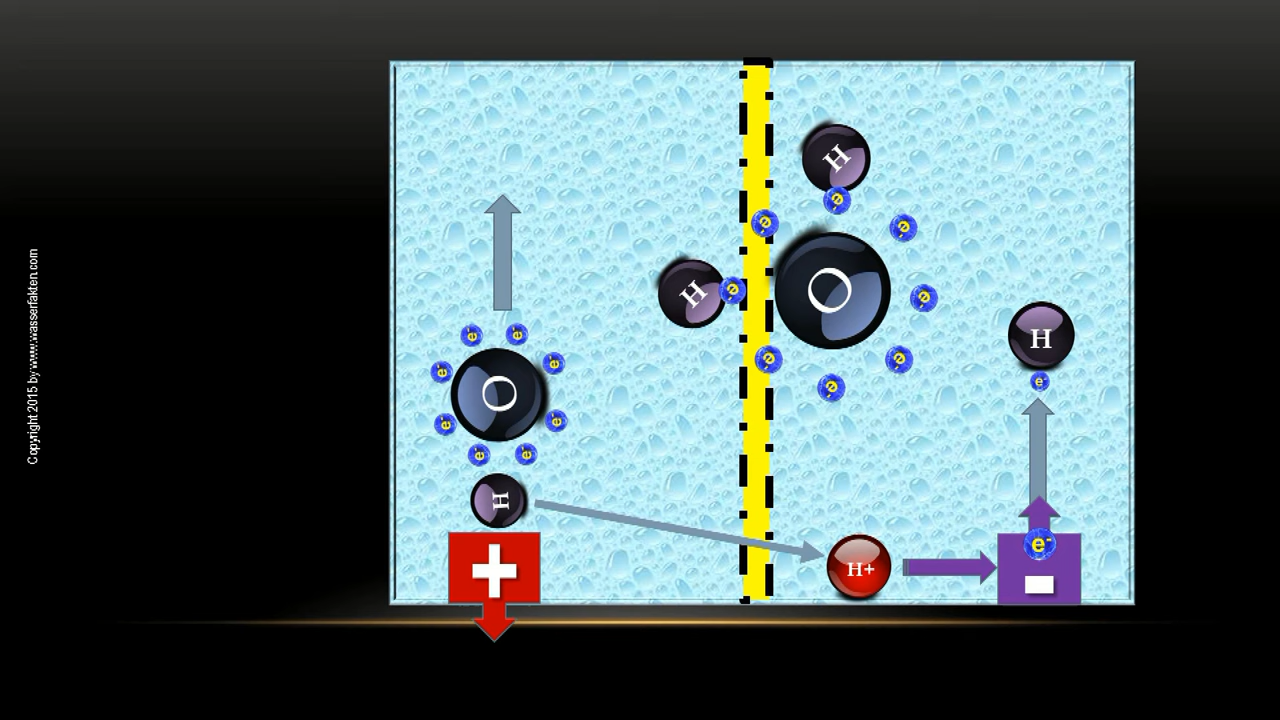 Copyright 2015 by www.wasserfakten.com
H
e-
e-
e-
O
H
e-
e-
e-
e-
e-
e-
H
e-
e-
e-
e-
e-
O
e-
e-
e-
e-
e-
H
H+
e-
+
-